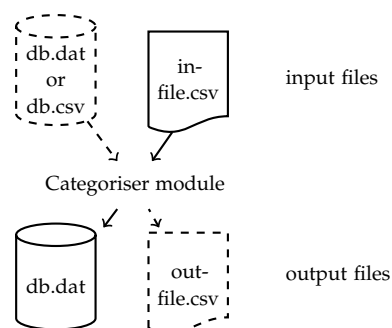 db.dat
or
db.csv
in-
file.csv
input files
Categoriser module
db.dat
out-
file.csv
output files